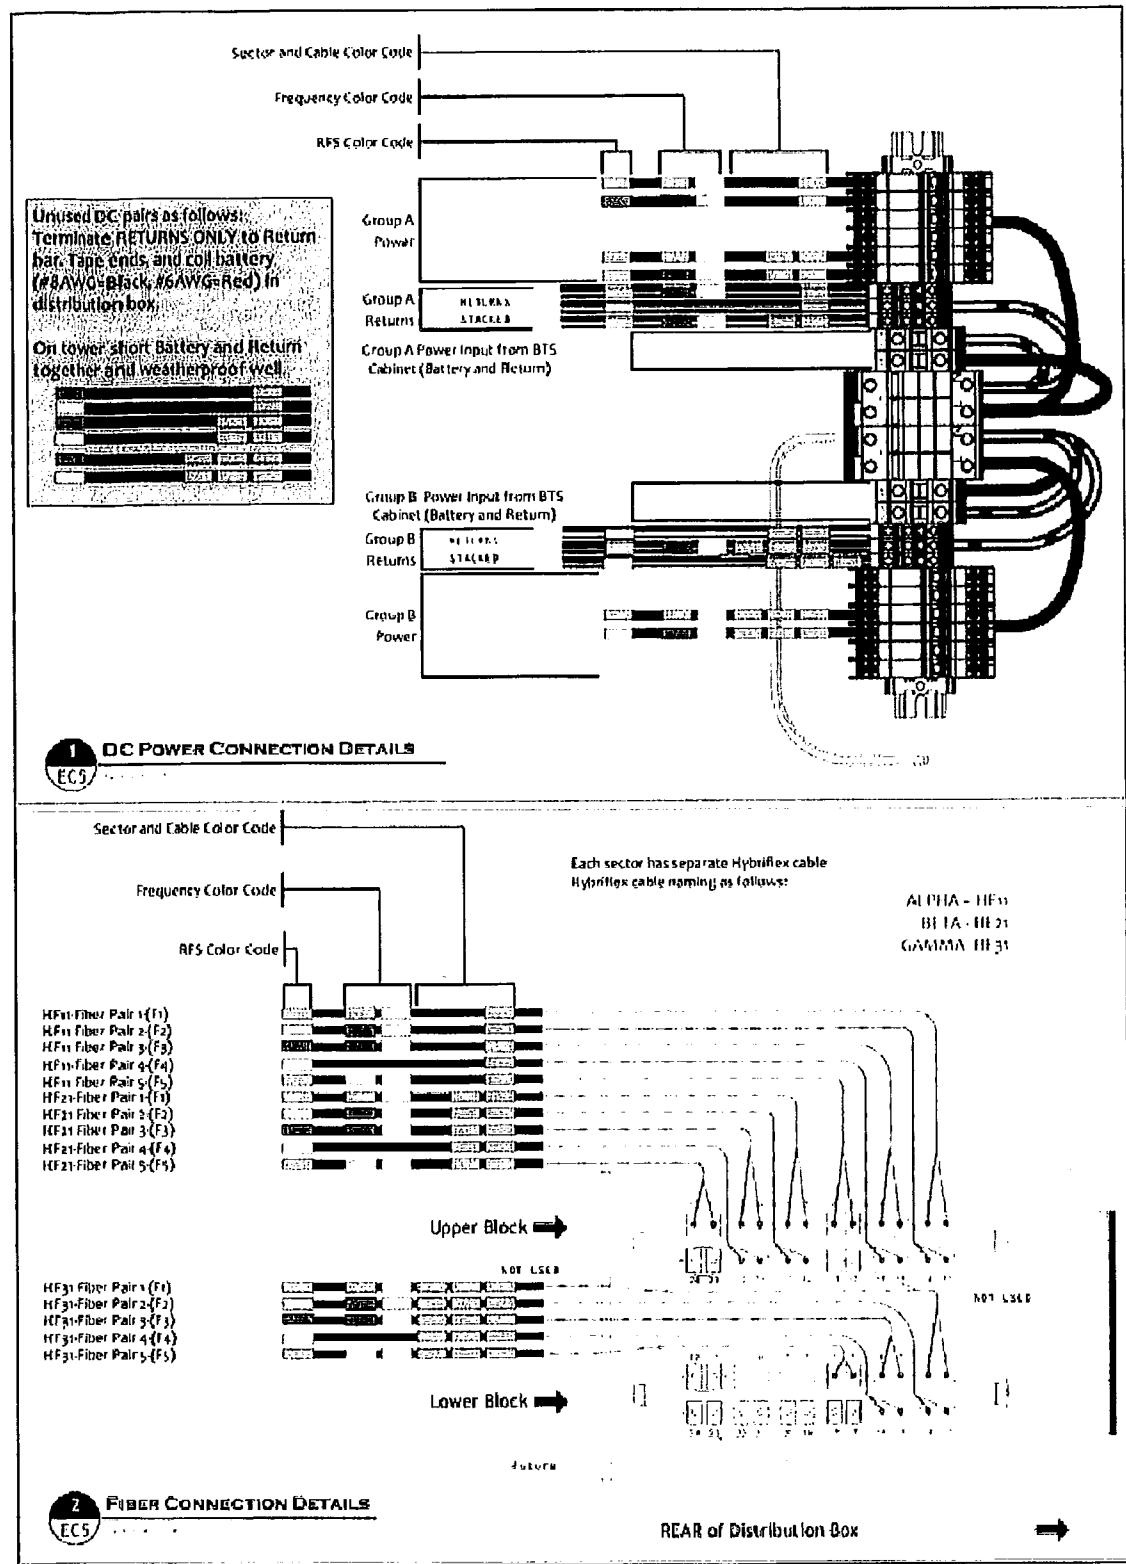 Sector and Cable Color Code
Frequency Color Code
RFS Color Code
Unused DC pairs as follows:
Terminate RETURNS ONLY to Return
bar. Tape ends, and coil battery
(#8AWG=Black, #6AWG=Red) in
distribution box.
On tower short Battery and Return
together and weatherproof well.
Group A
Power
Group A
Returns
RETURNS
STACKED
Group A Power Input from BTS
Cabinet (Battery and Return)
Group B Power Input from BTS
Cabinet (Battery and Return)
Group B
Returns
RETURNS
STACKED
Group B
Power
1
EC5
DC POWER CONNECTION DETAILS
Sector and Cable Color Code
Frequency Color Code
RFS Color Code
Each sector has separate Hybriflex cable
Hybriflex cable naming as follows:
ALPHA - HF11
BETA - HF21
GAMMA HF31
HF11-Fiber Pair 1-(F1)
HF11 Fiber Pair 2-(F2)
HF11 Fiber Pair 3-(F3)
HF11-Fiber Pair 4-(F4)
HF11 Fiber Pair 5-(F5)
HF21-Fiber Pair 1-(F1)
HF21 Fiber Pair 2-(F2)
HF21 Fiber Pair 3-(F3)
HF21-Fiber Pair 4-(F4)
HF21-Fiber Pair 5-(F5)
Upper Block
NOT USED
HF31-Fiber Pair 1 (F1)
HF31-Fiber Pair 2-(F2)
HF31-Fiber Pair 3-(F3)
HF31-Fiber Pair 4-(F4)
HF31-Fiber Pair 5-(F5)
NOT USED
Lower Block
Future
2
EC5
FIBER CONNECTION DETAILS
REAR of Distribution Box